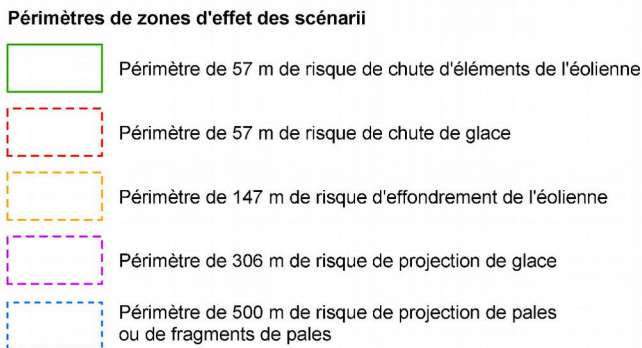 Périmètres de zones d'effet des scénarii
Périmètre de 57 m de risque de chute d'éléments de l'éolienne
Périmètre de 57 m de risque de chute de glace
Périmètre de 147 m de risque d'effondrement de l'éolienne
Périmètre de 306 m de risque de projection de glace
Périmètre de 500 m de risque de projection de pales
ou de fragments de pales